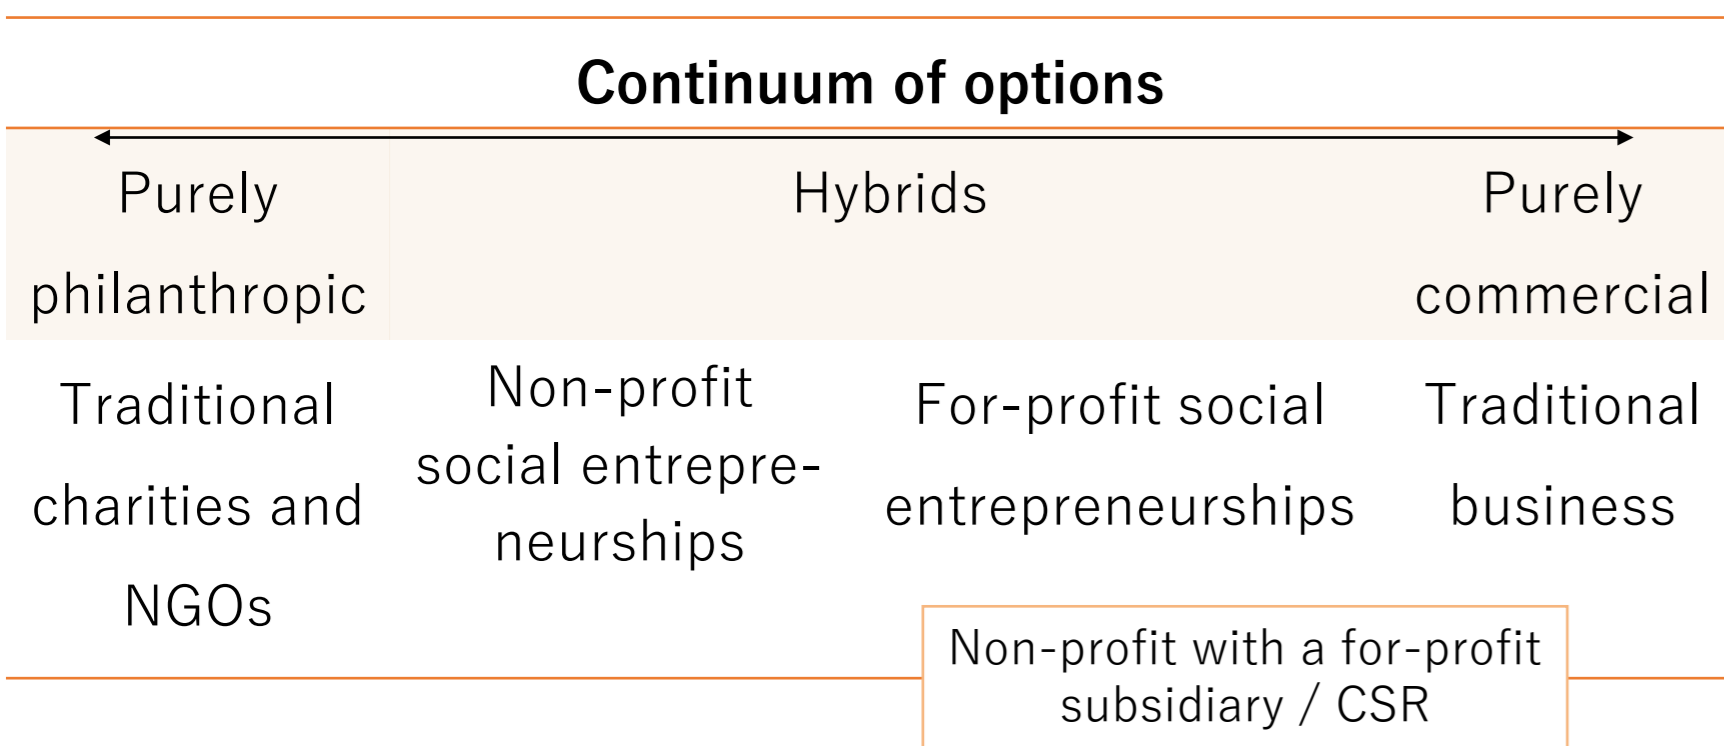 Continuum of options
Purely
philanthropic
Hybrids
Purely
commercial
Traditional
charities and
NGOs
Non-profit
social entrepre-
neurships
For-profit social
entrepreneurships
Traditional
business
Non-profit with a for-profit
subsidiary / CSR